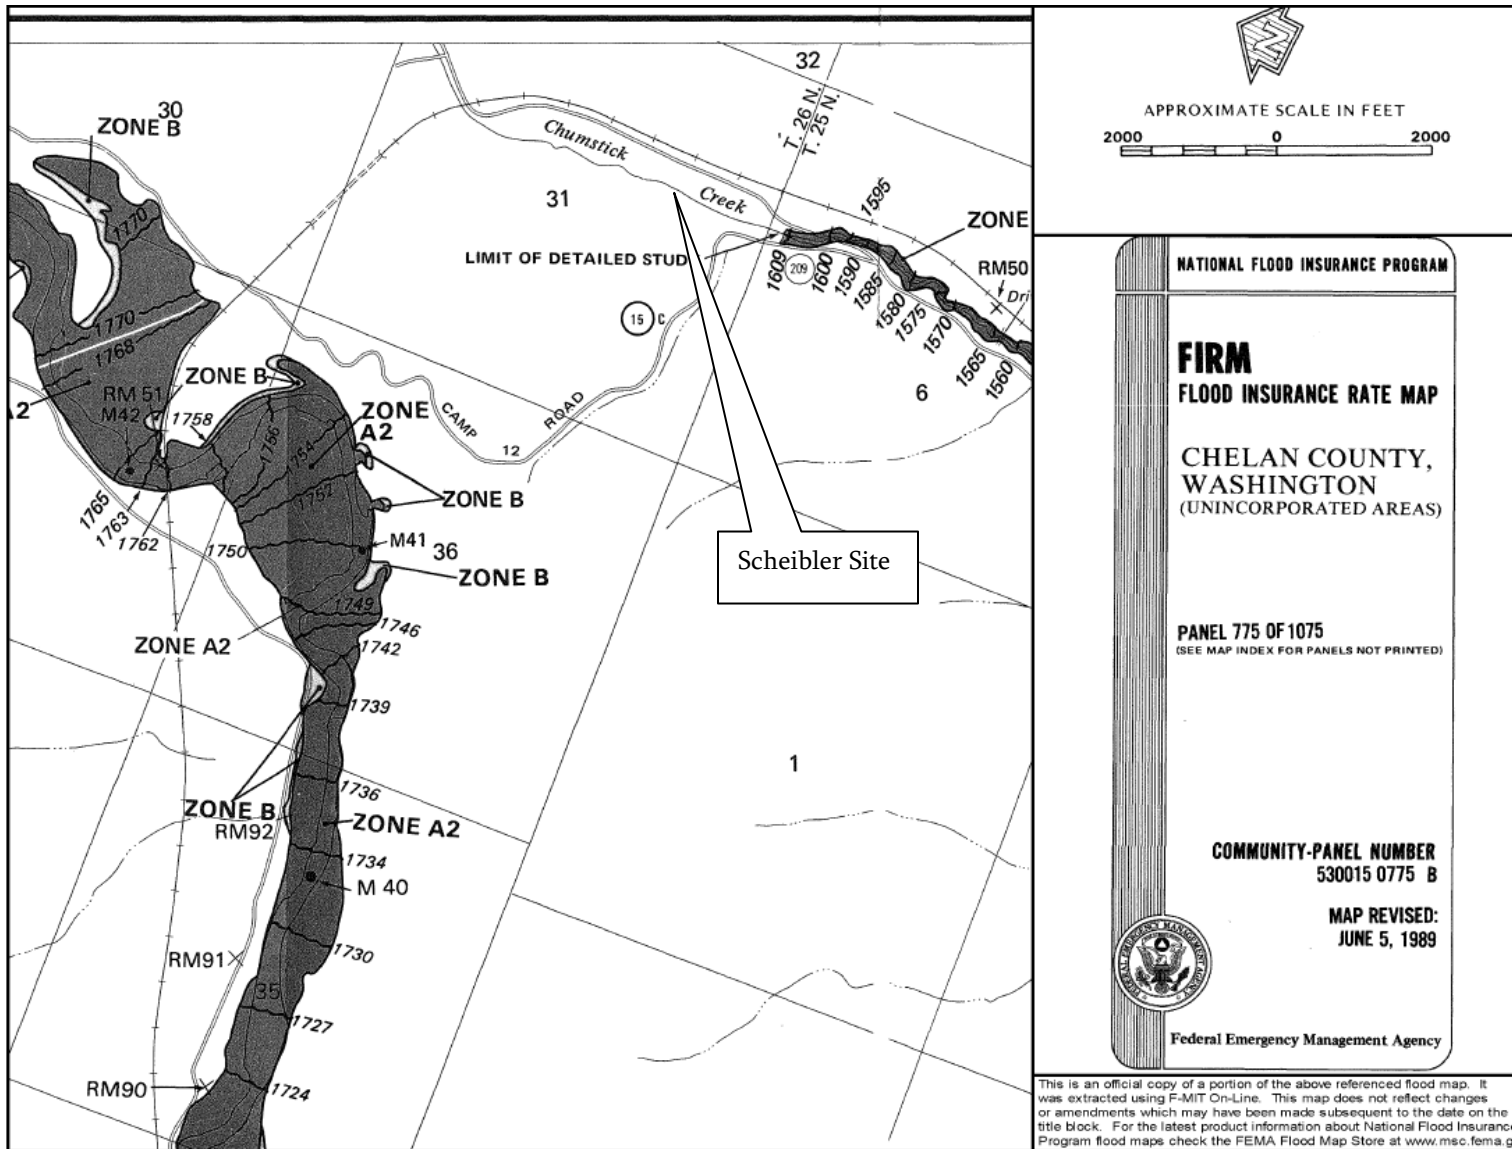 30
ZONE B
32
T. 26 N.
T. 25 N.
Chumstick
Creek
31
1595
ZONE
LIMIT OF DETAILED STUD
1609
209
1600
1590
1585
1580
1575
1570
1565
1560
RM50
Dri
15 C
6
1770
1770
1768
ZONE B
RM 51
M42
A2
1758
1756
1754
1752
ZONE
A2
CAMP
12
ROAD
ZONE B
1765
1763
1762
1750
M41
36
ZONE B
Scheibler Site
1749
1746
1742
ZONE A2
1739
1
1736
ZONE B
RM92
ZONE A2
1734
M 40
1730
RM91
35
1727
RM90
1724
N
APPROXIMATE SCALE IN FEET
2000 0 2000
NATIONAL FLOOD INSURANCE PROGRAM
FIRM
FLOOD INSURANCE RATE MAP
CHELAN COUNTY,
WASHINGTON
(UNINCORPORATED AREAS)
PANEL 775 OF 1075
(SEE MAP INDEX FOR PANELS NOT PRINTED)
COMMUNITY-PANEL NUMBER
530015 0775 B
MAP REVISED:
JUNE 5, 1989
FEDERAL EMERGENCY MANAGEMENT AGENCY
Federal Emergency Management Agency
This is an official copy of a portion of the above referenced flood map. It
was extracted using F-MIT On-Line. This map does not reflect changes
or amendments which may have been made subsequent to the date on the
title block. For the latest product information about National Flood Insurance
Program flood maps check the FEMA Flood Map Store at www.msc.fema.g